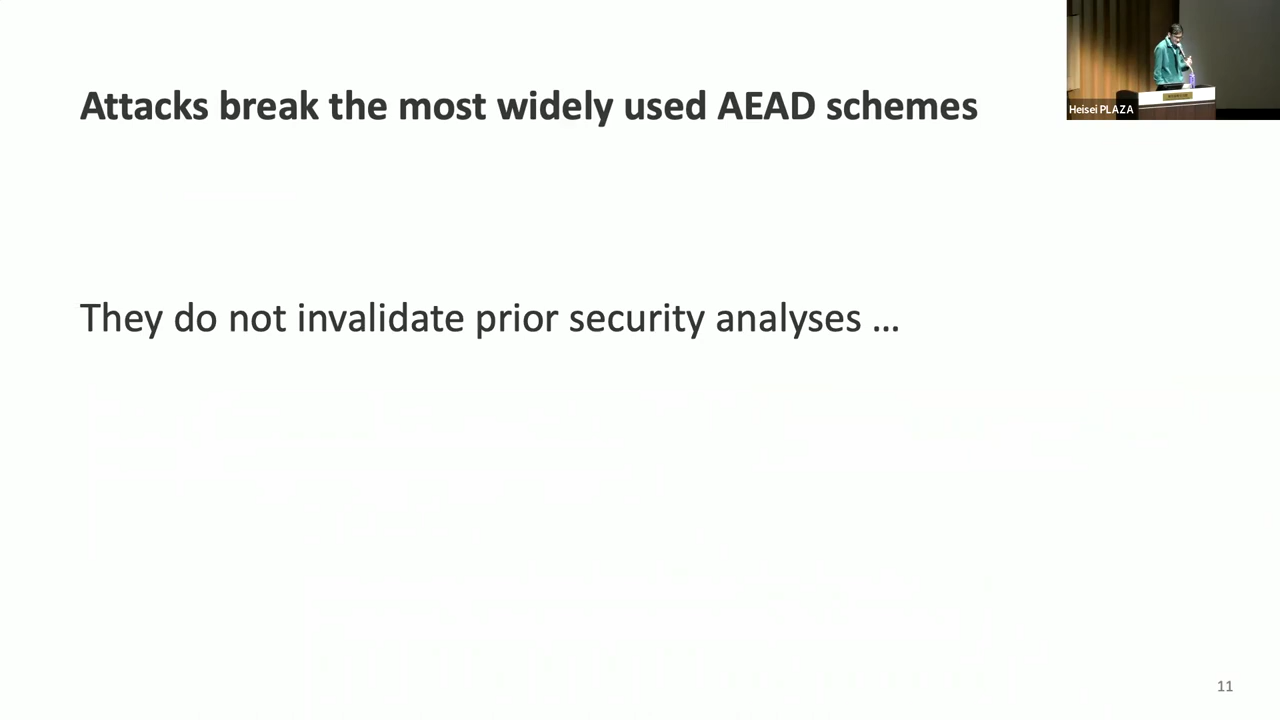 Attacks break the most widely used AEAD schemes
Heisei PLAZA
They do not invalidate prior security analyses …
11